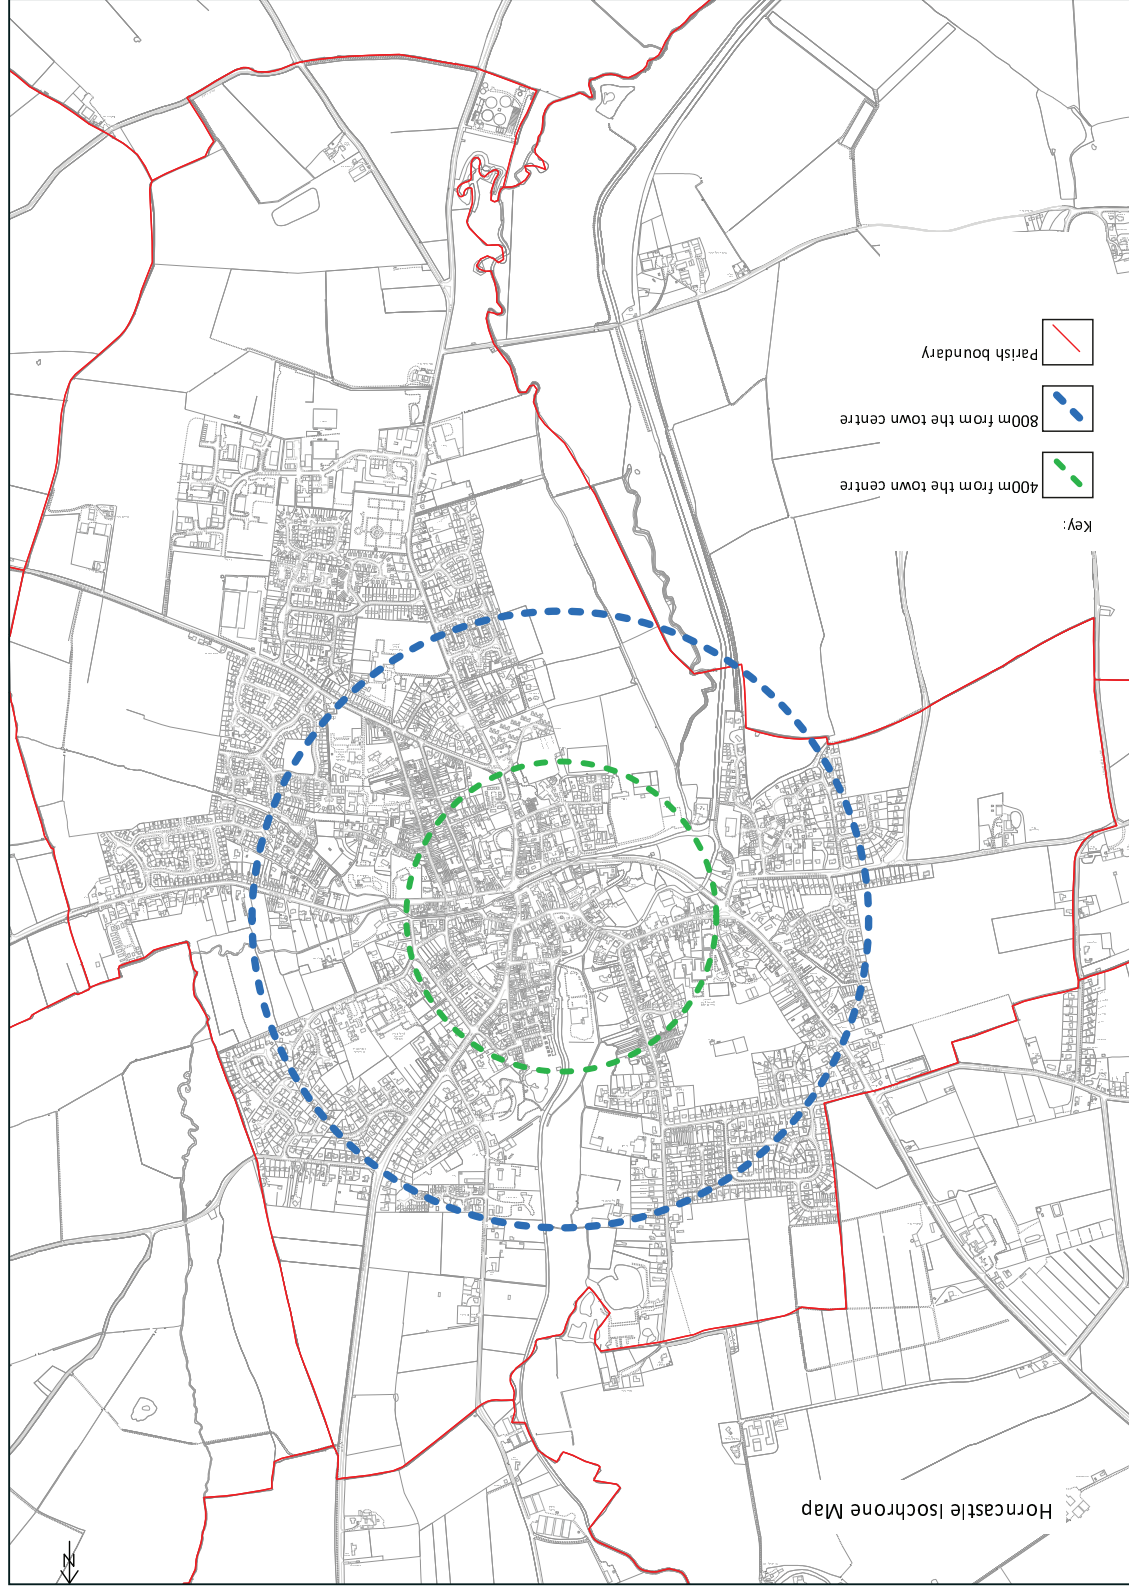 Horncastle Isochrone Map
N
Key:
400m from the town centre
800m from the town centre
Parish boundary